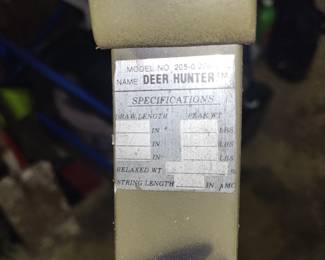 MODEL NO. 205-0
NAME DEER HUNTER TM
SPECIFICATIONS
DRAW LENGTH PEAK WT
IN LBS
IN LBS
IN LBS
RELAXED WT
STRING LENGTH IN AMO